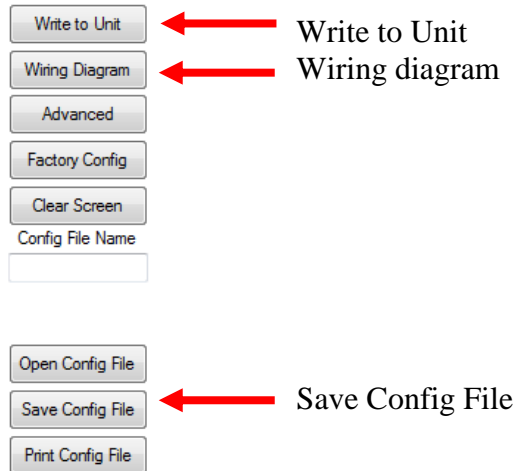 Write to Unit
Write to Unit
Wiring Diagram
Wiring diagram
Advanced
Factory Config
Clear Screen
Config File Name
Open Config File
Save Config File
Save Config File
Print Config File